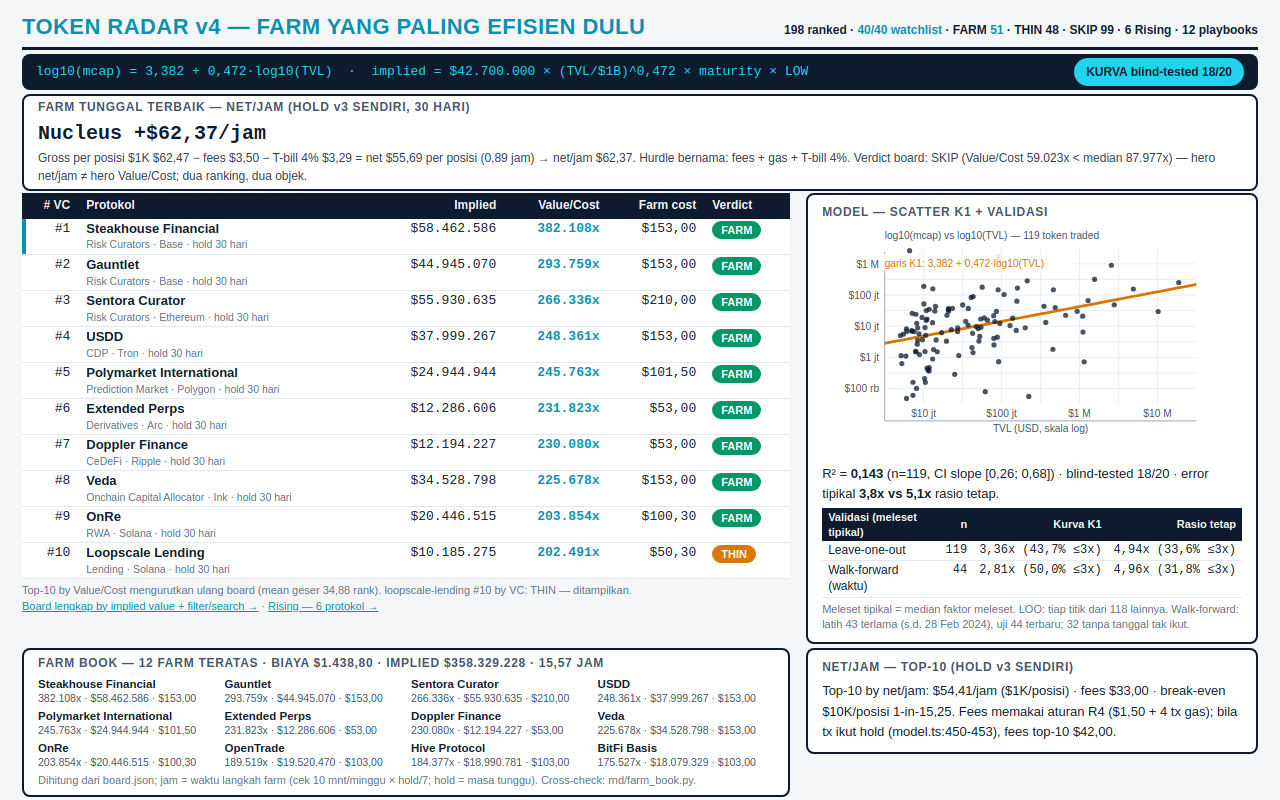 TOKEN RADAR v4 — FARM YANG PALING EFISIEN DULU
198 ranked · 40/40 watchlist · FARM 51 · THIN 48 · SKIP 99 · 6 Rising · 12 playbooks
log10(mcap) = 3,382 + 0,472·log10(TVL) · implied = $42.700.000 × (TVL/$1B)^0,472 × maturity × LOW
KURVA blind-tested 18/20
FARM TUNGGAL TERBAIK — NET/JAM (HOLD v3 SENDIRI, 30 HARI)
Nucleus +$62,37/jam
Gross per posisi $1K $62,47 − fees $3,50 − T-bill 4% $3,29 = net $55,69 per posisi (0,89 jam) → net/jam $62,37. Hurdle bernama: fees + gas + T-bill 4%. Verdict board: SKIP (Value/Cost 59.023x < median 87.977x) — hero
net/jam ≠ hero Value/Cost; dua ranking, dua objek.
# VC Protokol Implied Value/Cost Farm cost Verdict
#1 Steakhouse Financial $58.462.586 382.108x $153,00 FARM
Risk Curators · Base · hold 30 hari
#2 Gauntlet $44.945.070 293.759x $153,00 FARM
Risk Curators · Base · hold 30 hari
#3 Sentora Curator $55.930.635 266.336x $210,00 FARM
Risk Curators · Ethereum · hold 30 hari
#4 USDD $37.999.267 248.361x $153,00 FARM
CDP · Tron · hold 30 hari
#5 Polymarket International $24.944.944 245.763x $101,50 FARM
Prediction Market · Polygon · hold 30 hari
#6 Extended Perps $12.286.606 231.823x $53,00 FARM
Derivatives · Arc · hold 30 hari
#7 Doppler Finance $12.194.227 230.080x $53,00 FARM
CeDeFi · Ripple · hold 30 hari
#8 Veda $34.528.798 225.678x $153,00 FARM
Onchain Capital Allocator · Ink · hold 30 hari
#9 OnRe $20.446.515 203.854x $100,30 FARM
RWA · Solana · hold 30 hari
#10 Loopscale Lending $10.185.275 202.491x $50,30 THIN
Lending · Solana · hold 30 hari
Top-10 by Value/Cost mengurutkan ulang board (mean geser 34,88 rank). loopscale-lending #10 by VC: THIN — ditampilkan.
Board lengkap by implied value + filter/search → · Rising — 6 protokol →
MODEL — SCATTER K1 + VALIDASI
log10(mcap) vs log10(TVL) — 119 token traded
garis K1: 3,382 + 0,472·log10(TVL)
$1 M
$100 jt
$10 jt
$1 jt
$100 rb
$10 jt $100 jt $1 M $10 M
TVL (USD, skala log)
R² = 0,143 (n=119, CI slope [0,26; 0,68]) · blind-tested 18/20 · error
tipikal 3,8x vs 5,1x rasio tetap.
Validasi (meleset tipikal) n Kurva K1 Rasio tetap
Leave-one-out 119 3,36x (43,7% ≤3x) 4,94x (33,6% ≤3x)
Walk-forward (waktu) 44 2,81x (50,0% ≤3x) 4,96x (31,8% ≤3x)
Meleset tipikal = median faktor meleset. LOO: tiap titik dari 118 lainnya. Walk-forward:
latih 43 terlama (s.d. 28 Feb 2024), uji 44 terbaru; 32 tanpa tanggal tak ikut.
FARM BOOK — 12 FARM TERATAS · BIAYA $1.438,80 · IMPLIED $358.329.228 · 15,57 JAM
Steakhouse Financial Gauntlet Sentora Curator USDD
382.108x · $58.462.586 · $153,00 293.759x · $44.945.070 · $153,00 266.336x · $55.930.635 · $210,00 248.361x · $37.999.267 · $153,00
Polymarket International Extended Perps Doppler Finance Veda
245.763x · $24.944.944 · $101,50 231.823x · $12.286.606 · $53,00 230.080x · $12.194.227 · $53,00 225.678x · $34.528.798 · $153,00
OnRe OpenTrade Hive Protocol BitFi Basis
203.854x · $20.446.515 · $100,30 189.519x · $19.520.470 · $103,00 184.377x · $18.990.781 · $103,00 175.527x · $18.079.329 · $103,00
Dihitung dari board.json; jam = waktu langkah farm (cek 10 mnt/minggu × hold/7; hold = masa tunggu). Cross-check: rnd/farm_book.py.
NET/JAM — TOP-10 (HOLD v3 SENDIRI)
Top-10 by net/jam: $54,41/jam ($1K/posisi) · fees $33,00 · break-even
$10K/posisi 1-in-15,25. Fees memakai aturan R4 ($1,50 + 4 tx gas); bila
tx ikut hold (model.ts:450-453), fees top-10 $42,00.